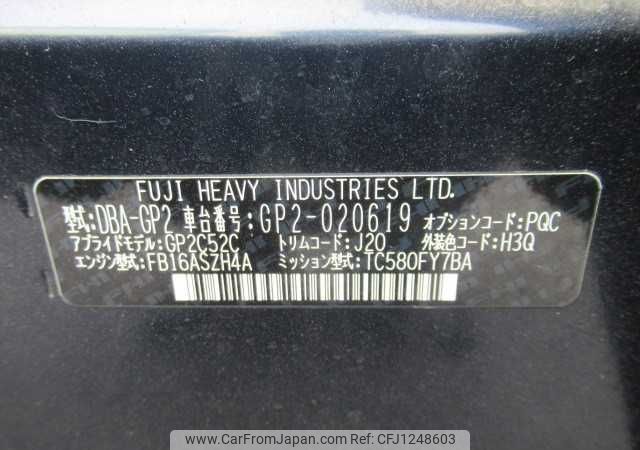 FUJI HEAVY INDUSTRIES LTD.
型式:DBA-GP2 車台番号:GP2-020619 オプションコード:PQC
アプライドモデル:GP2C52C トリムコード:J20 外装色コード:H3Q
エンジン型式:FB16ASZH4A ミッション型式:TC580FY7BA
www.CarFromJapan.com - CFJ1248603